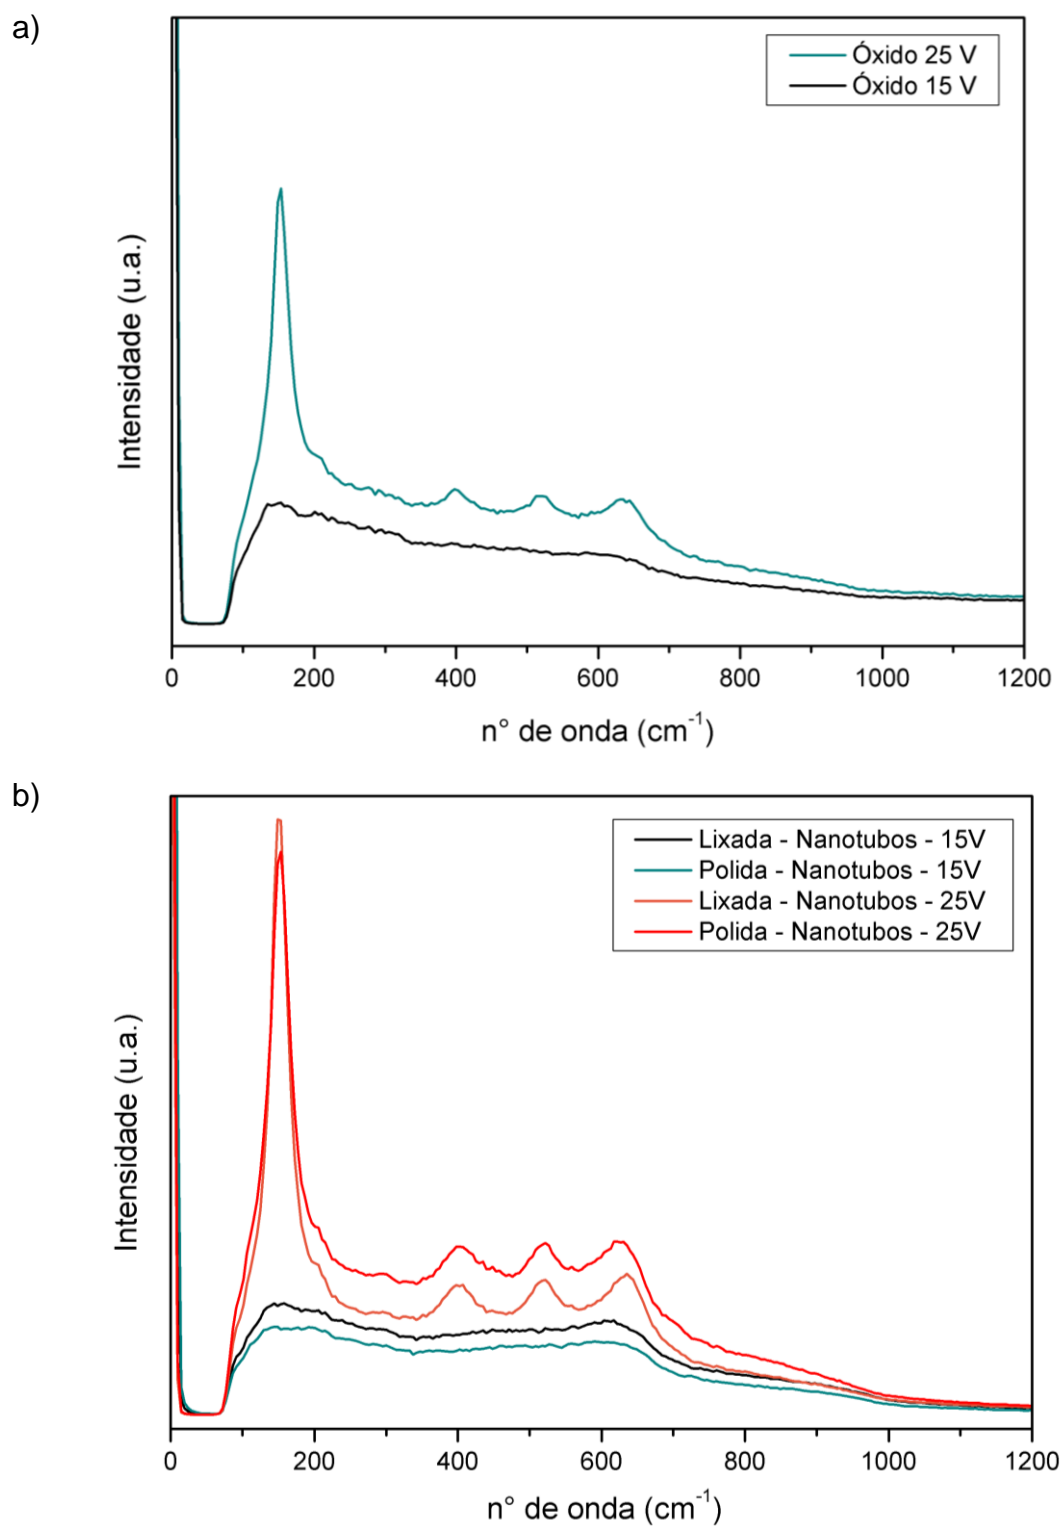 a)
Óxido 25 V
Óxido 15 V
Intensidade (u.a.)
0 200 400 600 800 1000 1200
n° de onda (cm⁻¹)
b)
Lixada - Nanotubos - 15V
Polida - Nanotubos - 15V
Lixada - Nanotubos - 25V
Polida - Nanotubos - 25V
Intensidade (u.a.)
0 200 400 600 800 1000 1200
n° de onda (cm⁻¹)